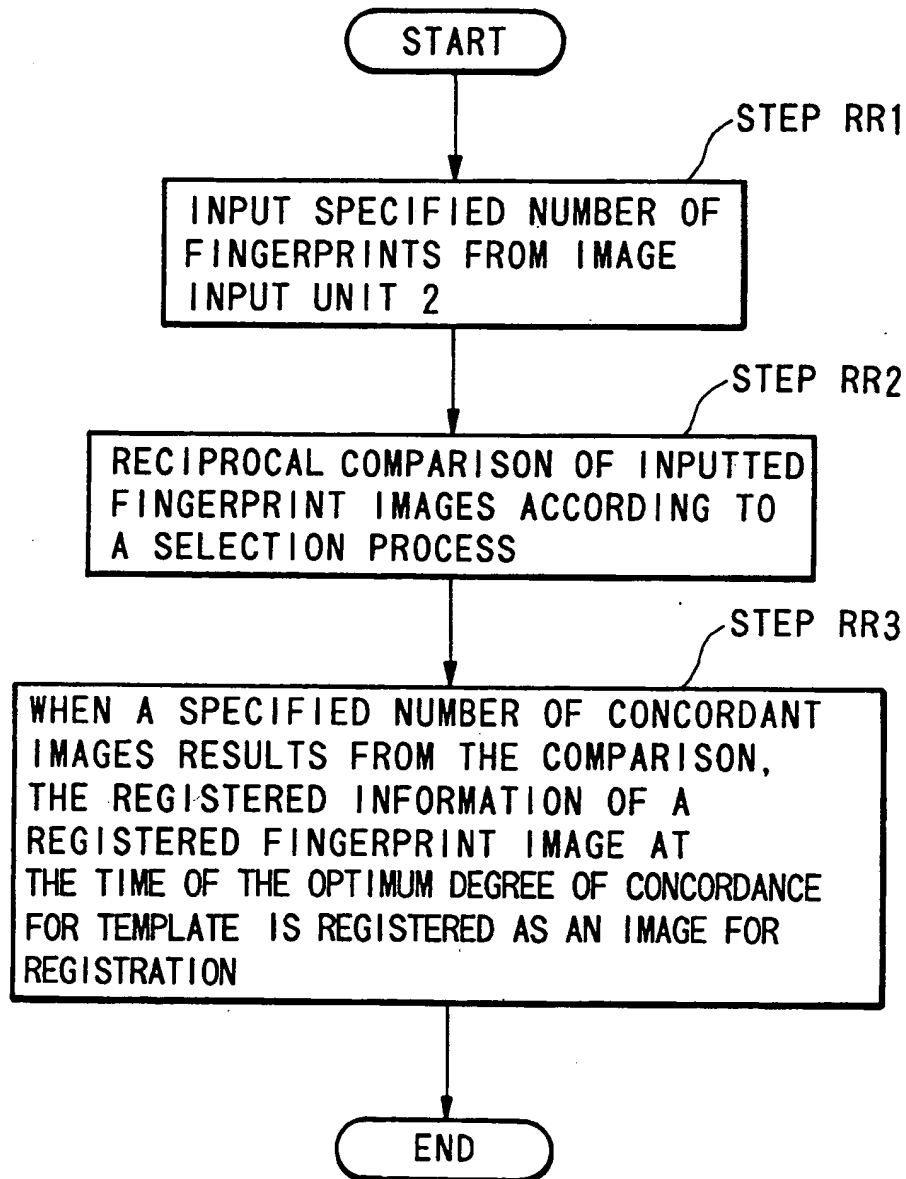 START
STEP RR1
INPUT SPECIFIED NUMBER OF
FINGERPRINTS FROM IMAGE
INPUT UNIT 2
STEP RR2
RECIPROCAL COMPARISON OF INPUTTED
FINGERPRINT IMAGES ACCORDING TO
A SELECTION PROCESS
STEP RR3
WHEN A SPECIFIED NUMBER OF CONCORDANT
IMAGES RESULTS FROM THE COMPARISON,
THE REGISTERED INFORMATION OF A
REGISTERED FINGERPRINT IMAGE AT
THE TIME OF THE OPTIMUM DEGREE OF CONCORDANCE
FOR TEMPLATE IS REGISTERED AS AN IMAGE FOR
REGISTRATION
END